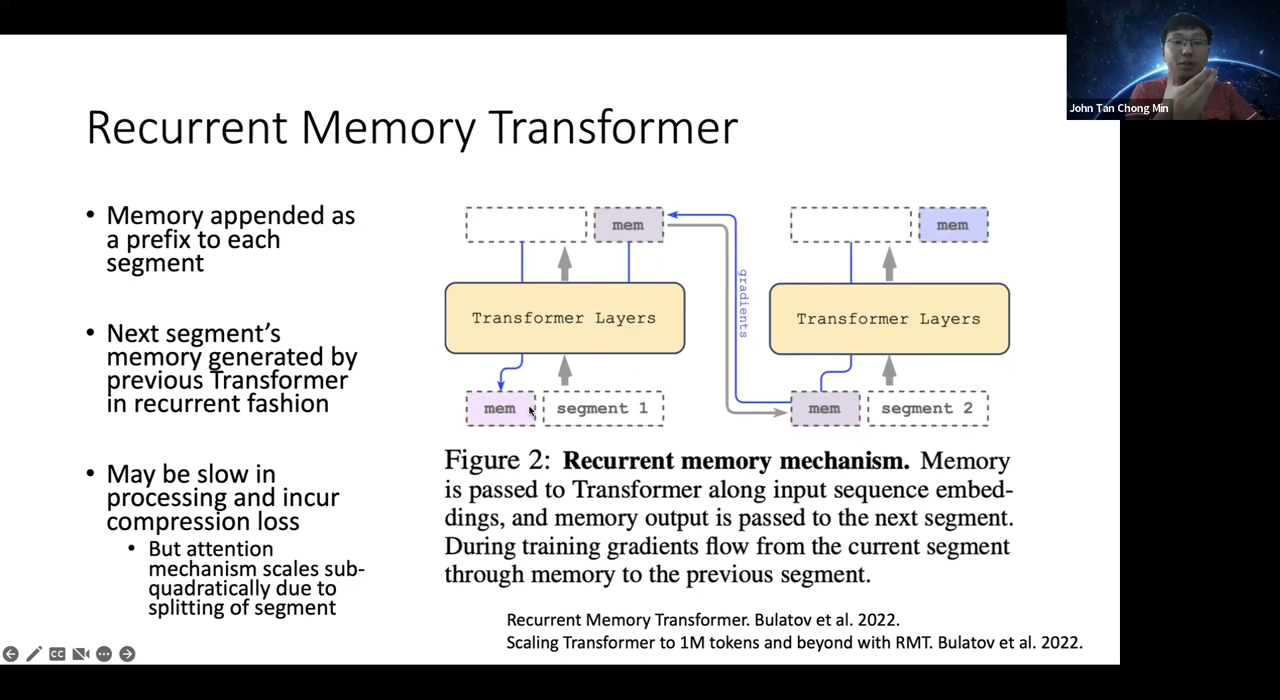 John Tan Chong Min
Recurrent Memory Transformer
• Memory appended as
a prefix to each
segment
• Next segment's
memory generated by
previous Transformer
in recurrent fashion
• May be slow in
processing and incur
compression loss
• But attention
mechanism scales sub-
quadratically due to
splitting of segment
mem
mem
gradients
Transformer Layers
Transformer Layers
mem
segment 1
mem
segment 2
Figure 2: Recurrent memory mechanism. Memory
is passed to Transformer along input sequence embed-
dings, and memory output is passed to the next segment.
During training gradients flow from the current segment
through memory to the previous segment.
Recurrent Memory Transformer. Bulatov et al. 2022.
Scaling Transformer to 1M tokens and beyond with RMT. Bulatov et al. 2022.
CC